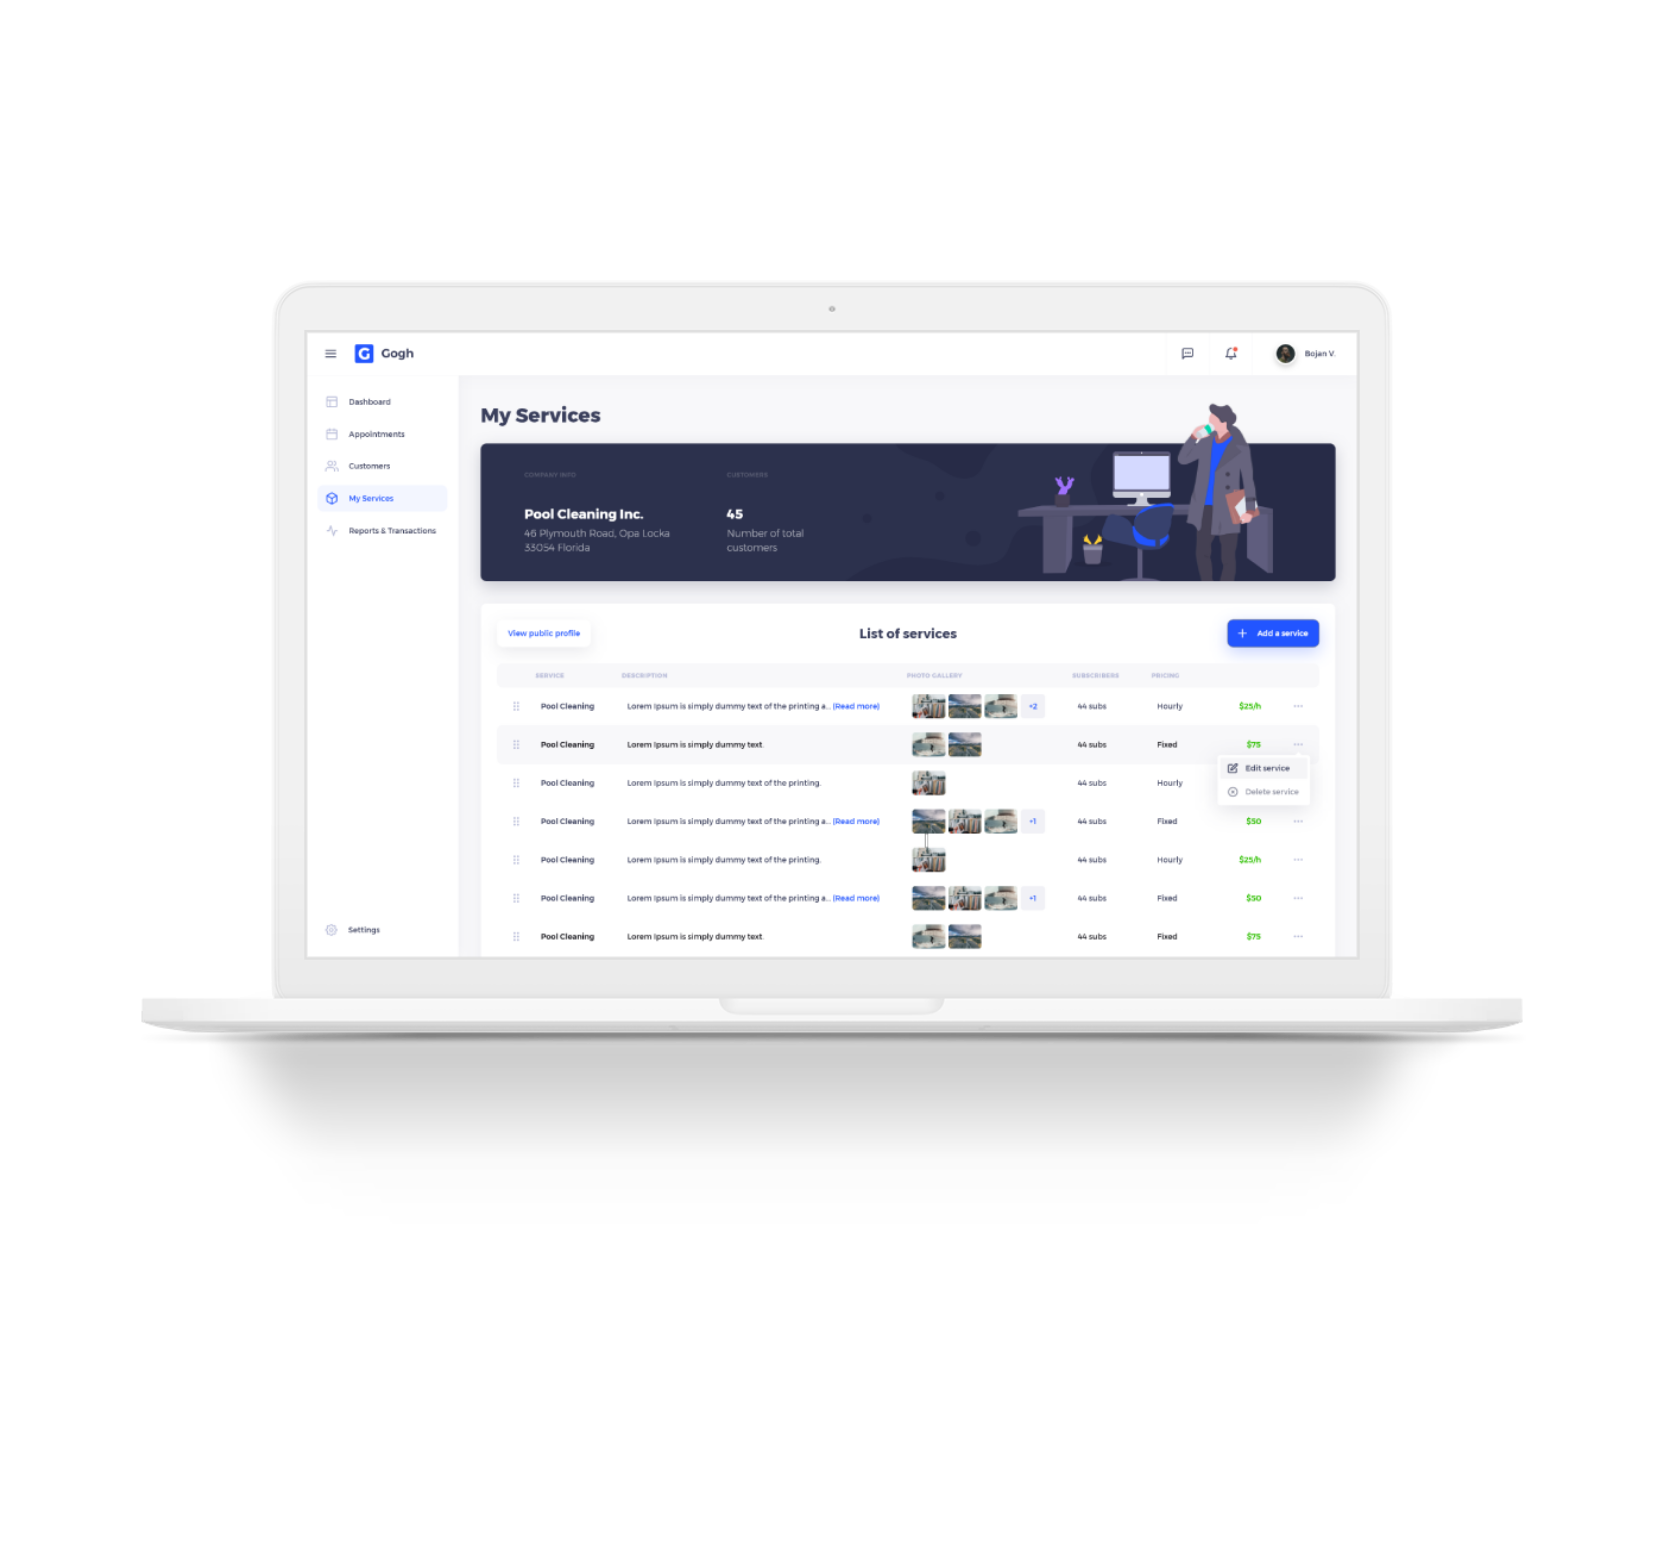 Gogh
Bojan V.
Dashboard
Appointments
Customers
My Services
Reports & Transactions
Settings
My Services
COMPANY INFO
CUSTOMERS
Pool Cleaning Inc.
46 Plymouth Road, Opa Locka
33054 Florida
45
Number of total
customers
View public profile
List of services
+ Add a service
SERVICE DESCRIPTION PHOTO GALLERY SUBSCRIBERS PRICING
Pool Cleaning Lorem Ipsum is simply dummy text of the printing a... (Read more) +2 44 subs Hourly $25/h ...
Pool Cleaning Lorem Ipsum is simply dummy text. 44 subs Fixed $75 ...
Edit service
Delete service
Pool Cleaning Lorem Ipsum is simply dummy text of the printing. 44 subs Hourly
Pool Cleaning Lorem Ipsum is simply dummy text of the printing a... (Read more) +1 44 subs Fixed $50 ...
Pool Cleaning Lorem Ipsum is simply dummy text of the printing. 44 subs Hourly $25/h ...
Pool Cleaning Lorem Ipsum is simply dummy text of the printing a... (Read more) +1 44 subs Fixed $50 ...
Pool Cleaning Lorem Ipsum is simply dummy text. 44 subs Fixed $75 ...